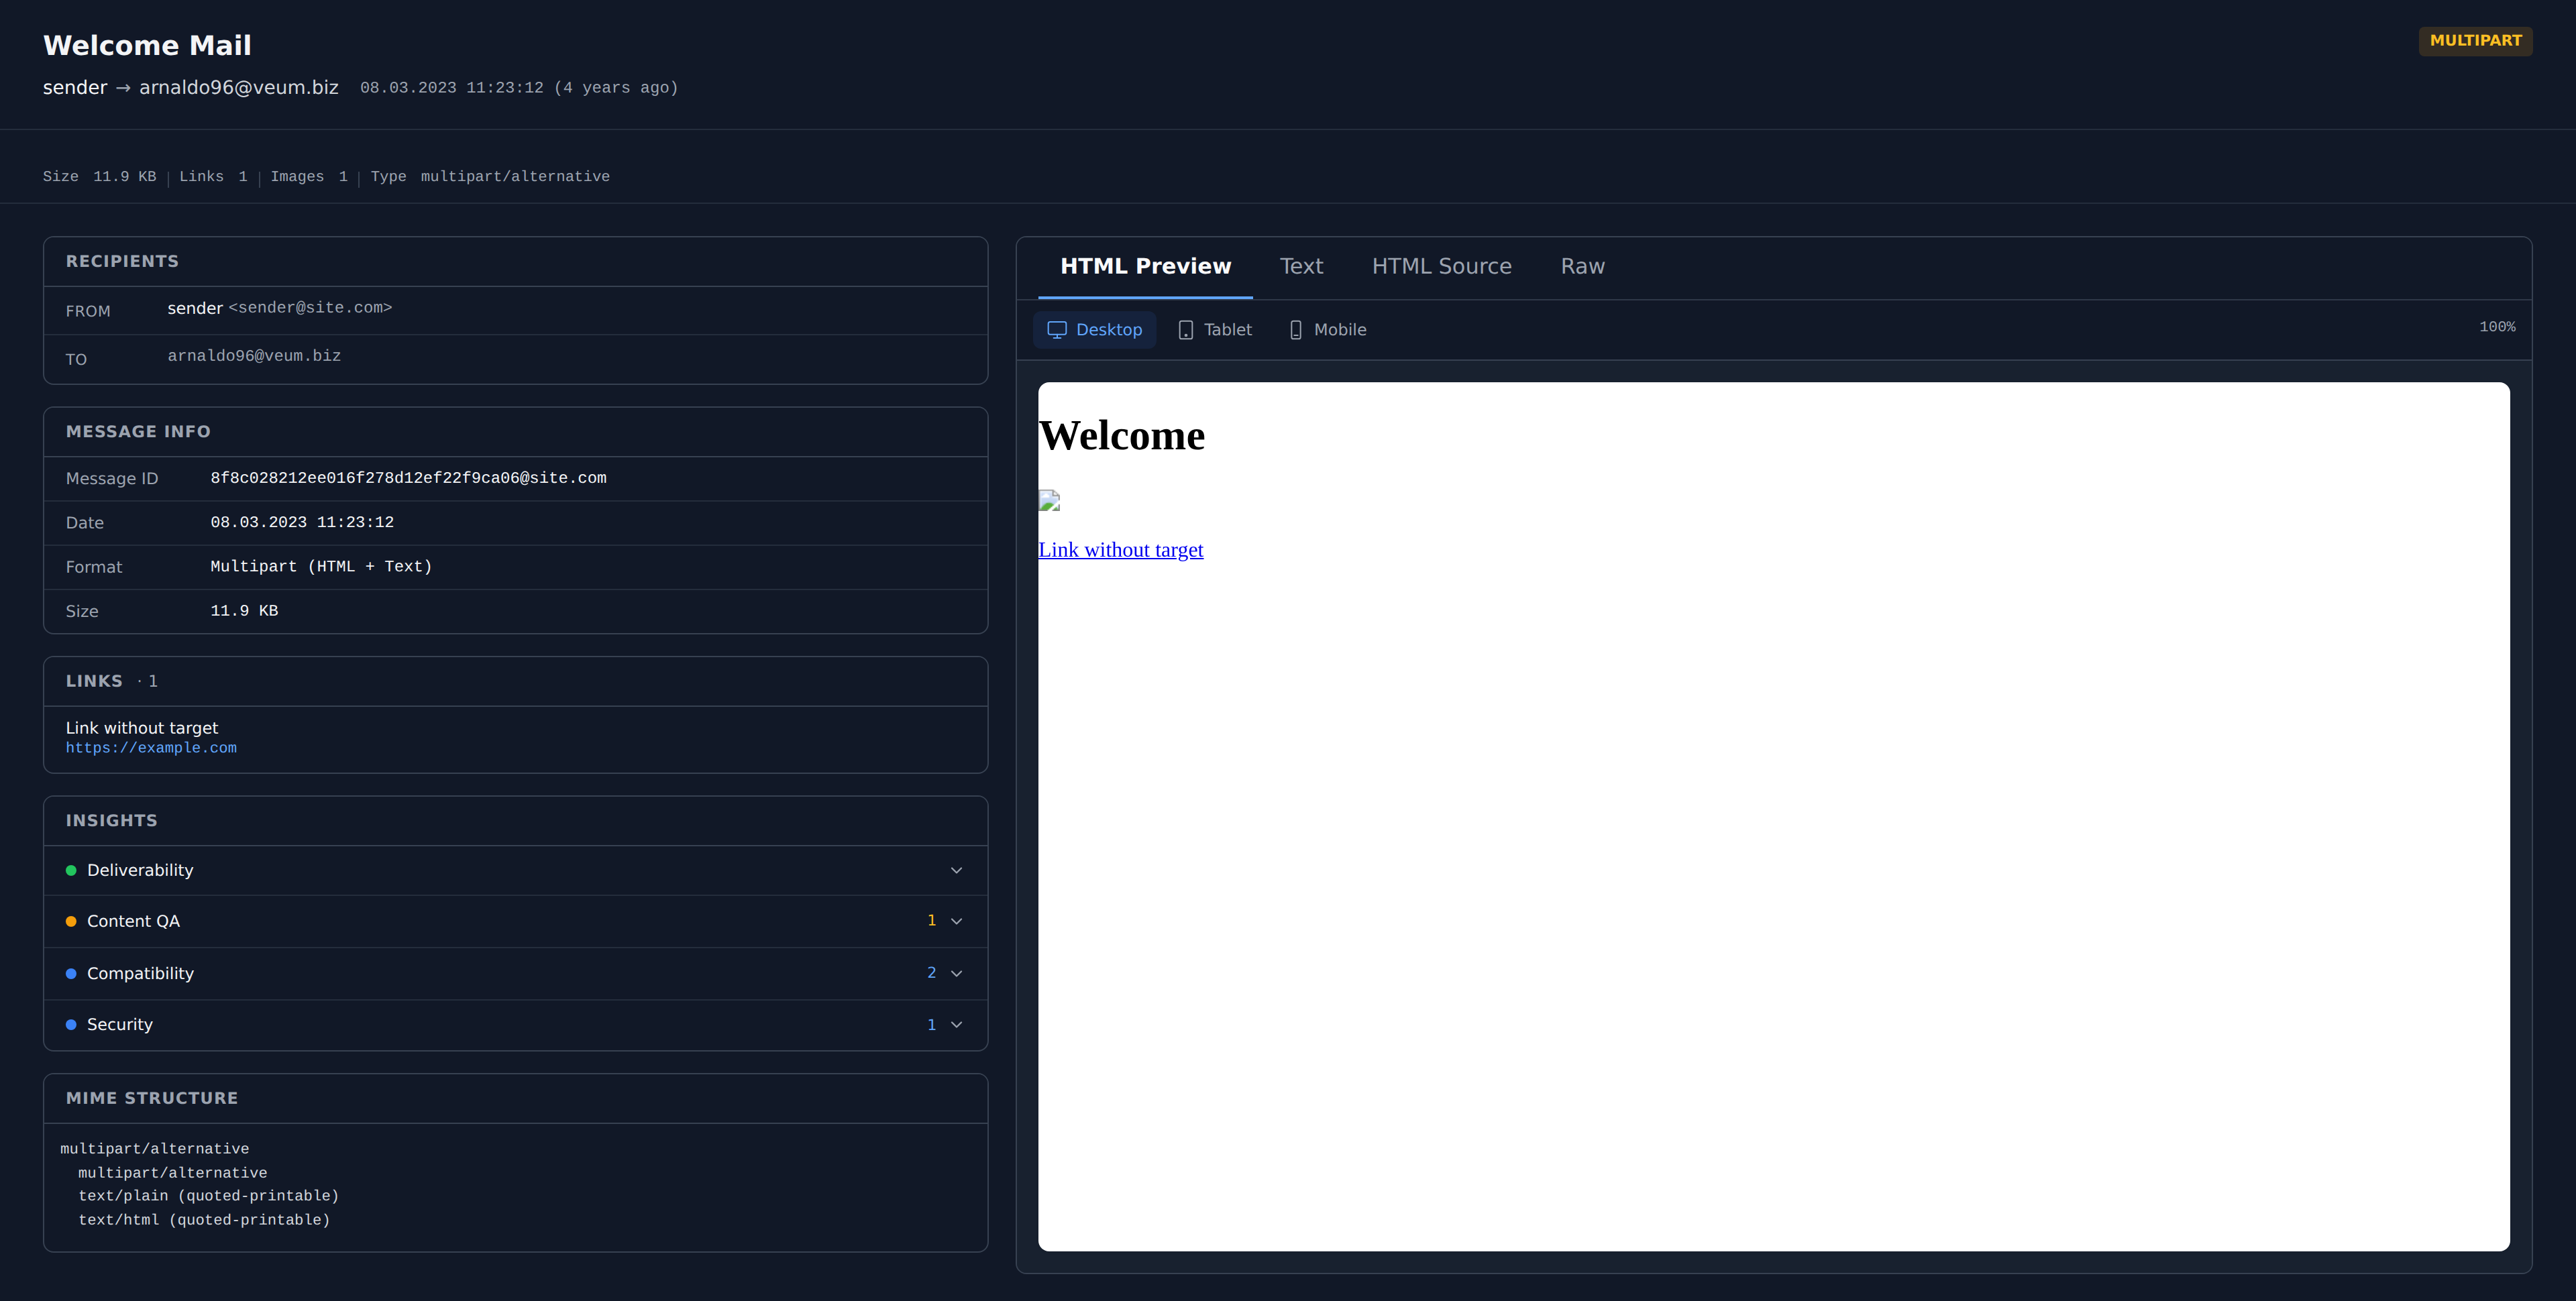 Welcome Mail
MULTIPART
sender → arnaldo96@veum.biz 08.03.2023 11:23:12 (4 years ago)
Size 11.9 KB | Links 1 | Images 1 | Type multipart/alternative
RECIPIENTS
FROM sender <sender@site.com>
TO arnaldo96@veum.biz
MESSAGE INFO
Message ID 8f8c028212ee016f278d12ef22f9ca06@site.com
Date 08.03.2023 11:23:12
Format Multipart (HTML + Text)
Size 11.9 KB
LINKS · 1
Link without target
https://example.com
INSIGHTS
Deliverability
Content QA 1
Compatibility 2
Security 1
MIME STRUCTURE
multipart/alternative
multipart/alternative
text/plain (quoted-printable)
text/html (quoted-printable)
HTML Preview Text HTML Source Raw
Desktop Tablet Mobile 100%
Welcome
Link without target